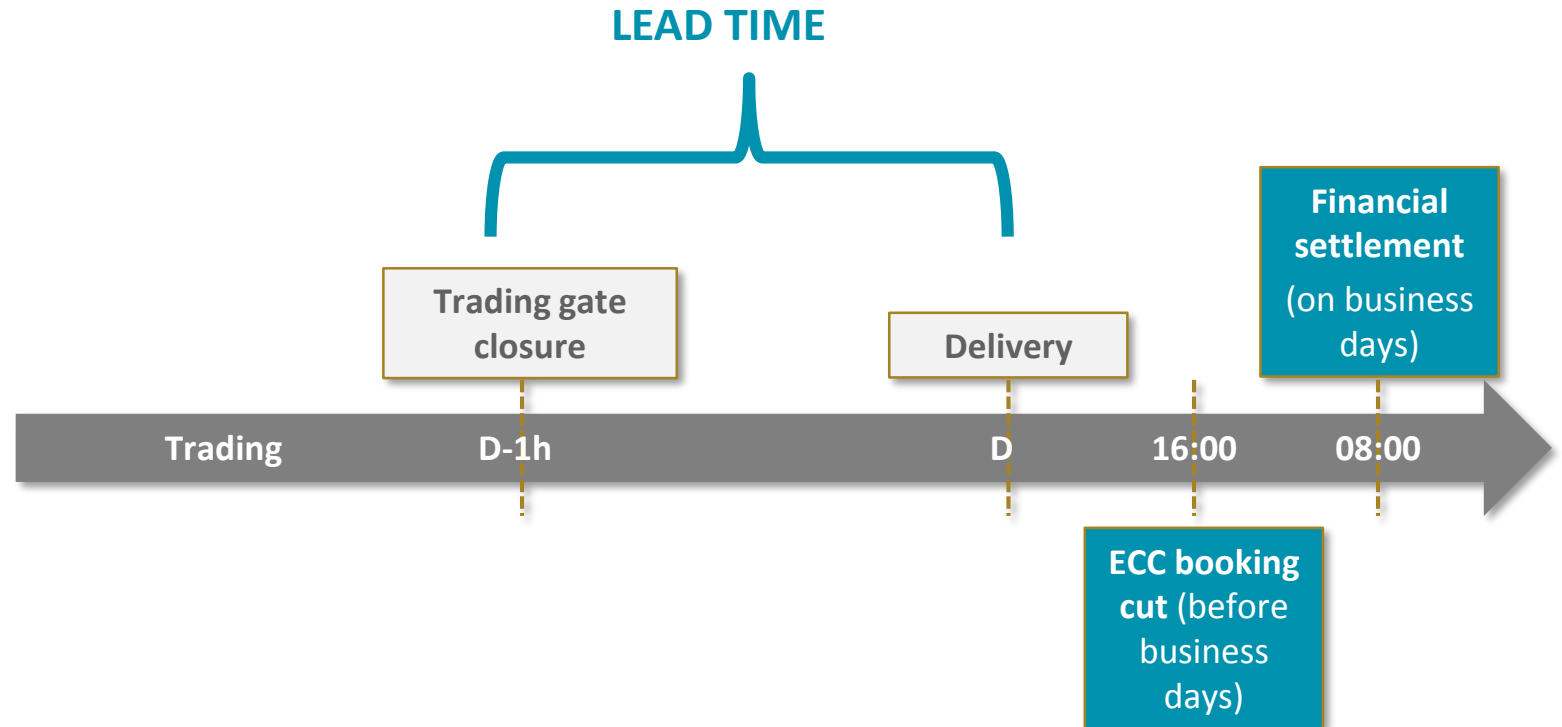 LEAD TIME
Financial
settlement
(on business
days)
Trading gate
closure
Delivery
Trading
D-1h
D
16:00
08:00
ECC booking
cut (before
business
days)